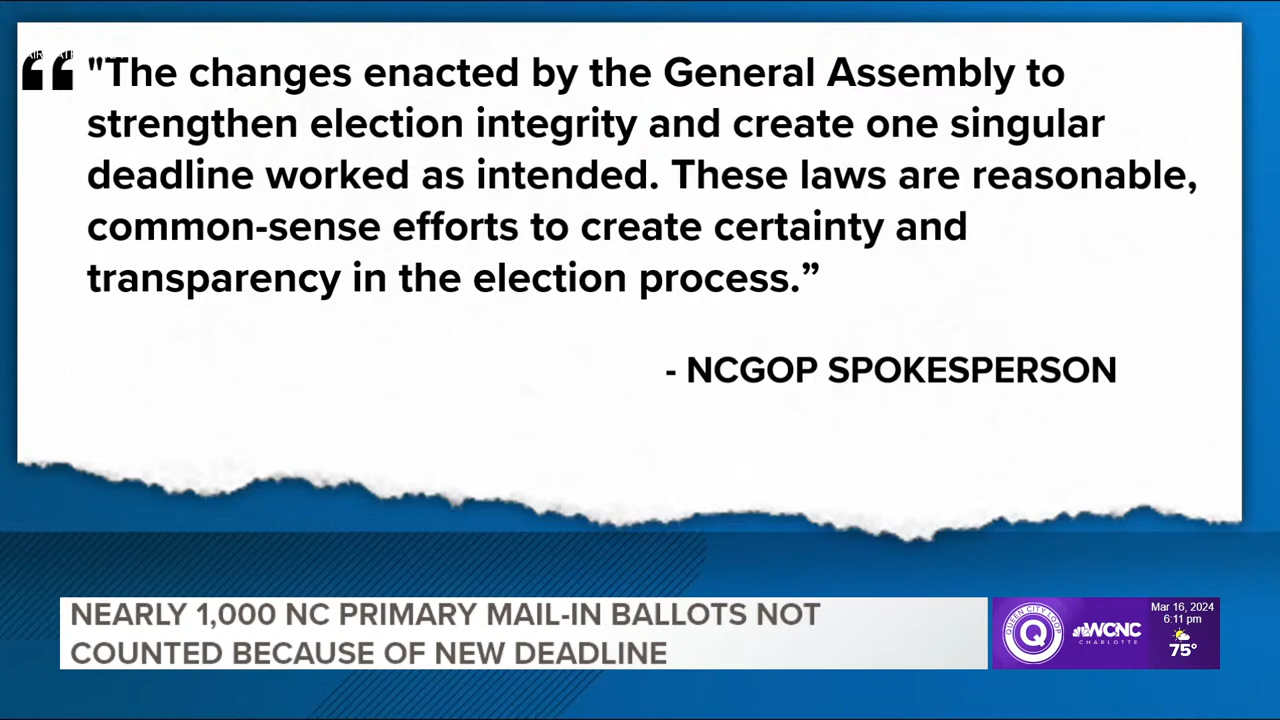 "The changes enacted by the General Assembly to
strengthen election integrity and create one singular
deadline worked as intended. These laws are reasonable,
common-sense efforts to create certainty and
transparency in the election process.”
- NCGOP SPOKESPERSON
NEARLY 1,000 NC PRIMARY MAIL-IN BALLOTS NOT
COUNTED BECAUSE OF NEW DEADLINE
QUEEN CITY LOOP
Q
WCNC
CHARLOTTE
Mar 16, 2024
6:11 pm
75°